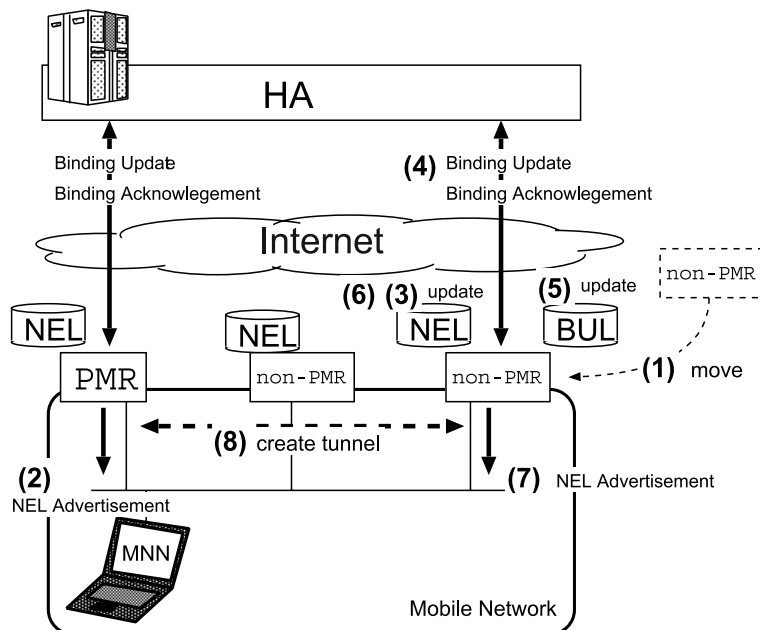 HA
Binding Update
Binding Acknowlegement
(4) Binding Update
Binding Acknowlegement
Internet
non-PMR
(6) (3) update
(5) update
NEL
NEL
NEL
BUL
(1) move
PMR
non-PMR
non-PMR
(8) create tunnel
(2)
NEL Advertisement
(7) NEL Advertisement
MNN
Mobile Network